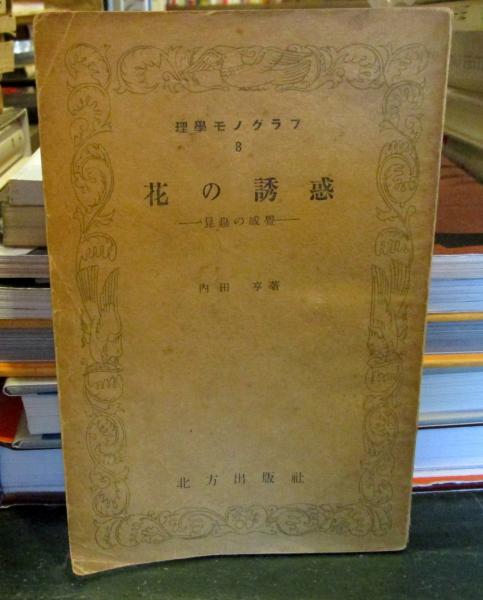 理學モノグラフ
8
花の誘惑
―昆蟲の感覺―
內田 亨著
北方出版社